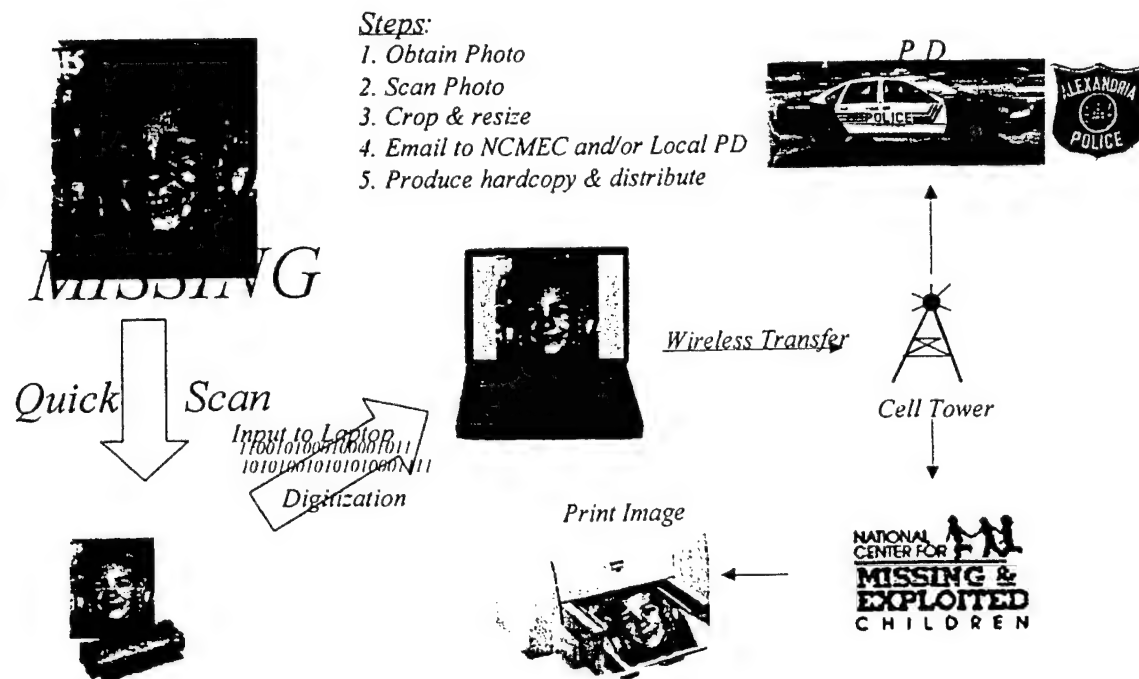 Steps:
1. Obtain Photo
2. Scan Photo
3. Crop & resize
4. Email to NCMEC and/or Local PD
5. Produce hardcopy & distribute
P D
POLICE
ALEXANDRIA
POLICE
MISSING
Quick Scan
Input to Laptop
Digitization
Wireless Transfer
Cell Tower
Print Image
NATIONAL
CENTER FOR
MISSING &
EXPLOITED
CHILDREN